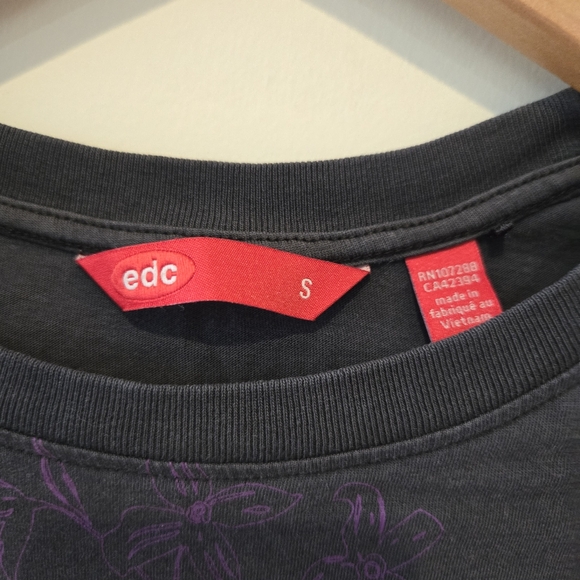 edc
S
RN107288
CA42394
made in
fabriqué au
Vietnam